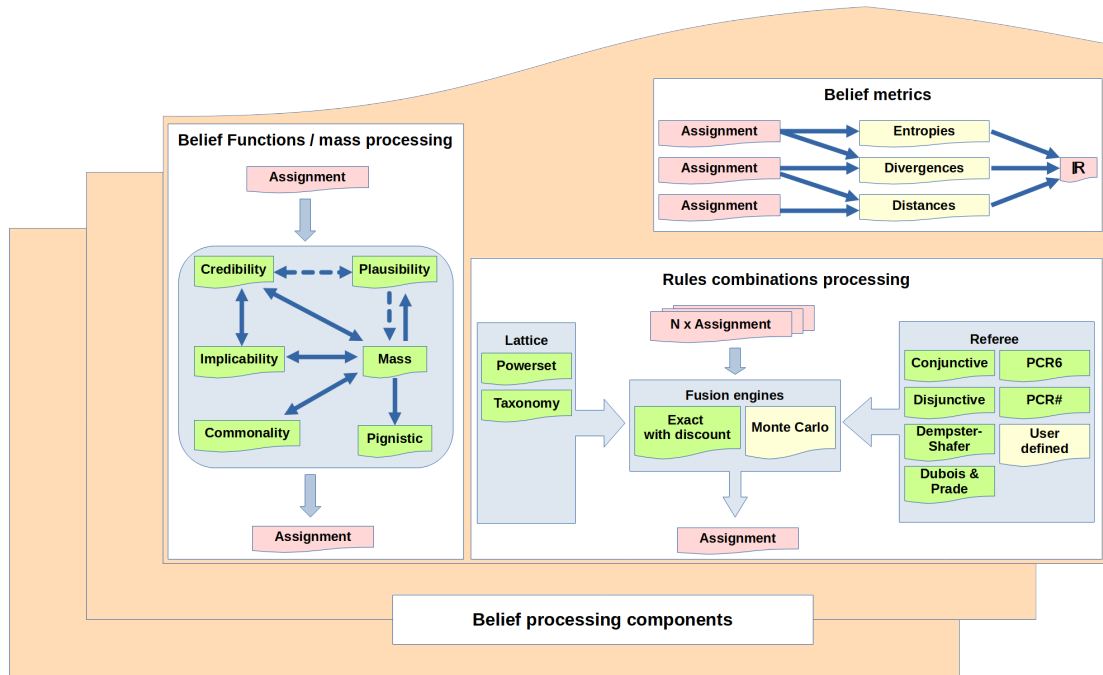 Belief metrics
Assignment
Entropies
Assignment
Divergences
IR
Assignment
Distances
Belief Functions / mass processing
Assignment
Credibility
Plausibility
Implicability
Mass
Commonality
Pignistic
Assignment
Rules combinations processing
N x Assignment
Lattice
Powerset
Taxonomy
Fusion engines
Exact
with discount
Monte Carlo
Referee
Conjunctive
PCR6
Disjunctive
PCR#
Dempster-
Shafer
User
defined
Dubois &
Prade
Assignment
Belief processing components